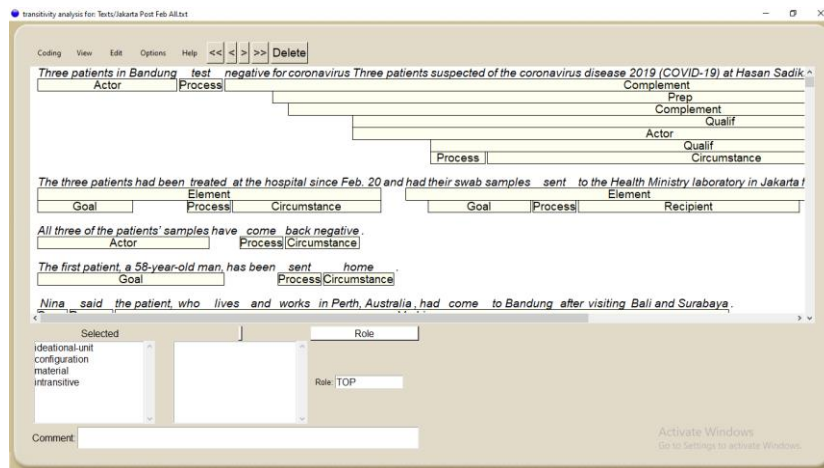 transitivity analysis for: Texts/Jakarta Post Feb All.txt
Coding View Edit Options Help << < > >> Delete
Three patients in Bandung test negative for coronavirus Three patients suspected of the coronavirus disease 2019 (COVID-19) at Hasan Sadik
Actor Process Complement
Prep
Complement
Qualif
Actor
Qualif
Process Circumstance
The three patients had been treated at the hospital since Feb. 20 and had their swab samples sent to the Health Ministry laboratory in Jakarta f
Element Element
Goal Process Circumstance Goal Process Recipient
All three of the patients' samples have come back negative.
Actor Process Circumstance
The first patient, a 58-year-old man, has been sent home.
Goal Process Circumstance
Nina said the patient, who lives and works in Perth, Australia, had come to Bandung after visiting Bali and Surabaya.
Selected ] Role
ideational-unit
configuration
material
intransitive
Role: TOP
Comment:
Activate Windows
Go to Settings to activate Windows.